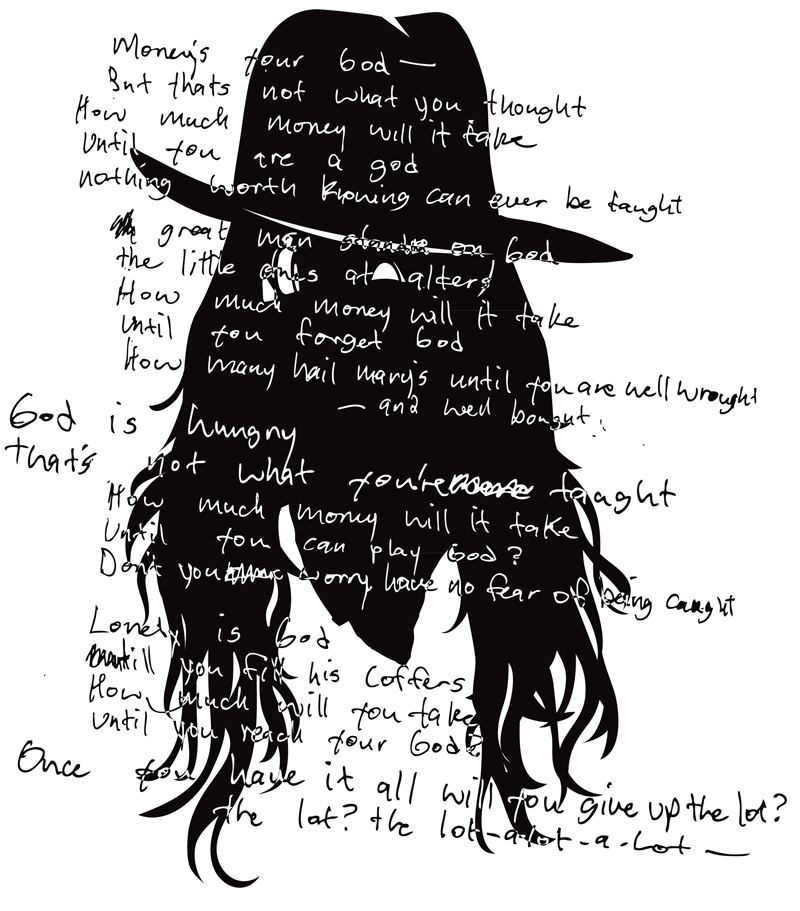 Money's your God —
But thats not what you thought
How much money will it take
Until you are a god
nothing worth knowing can ever be taught
great men on God
the little ones at alters
How much money will it take
until you forget God
How many hail mary's until you are well wrought
— and well bought.
God is hungry
that's not what you're taught
How much money will it take
Until you can play God?
Don't you worry, have no fear of being caught
Lonely is God
until you fill his coffers
How much will you take
until you reach your God?
Once you have it all will you give up the lot?
the lot? the lot-a-lot-a-lot —